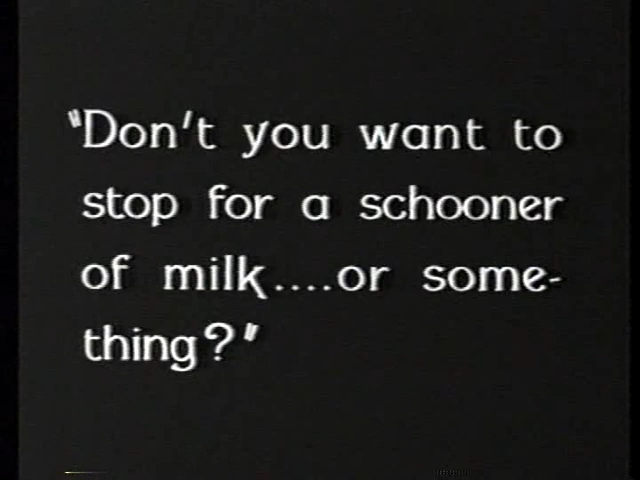 "Don't you want to
stop for a schooner
of milk....or some-
thing?"